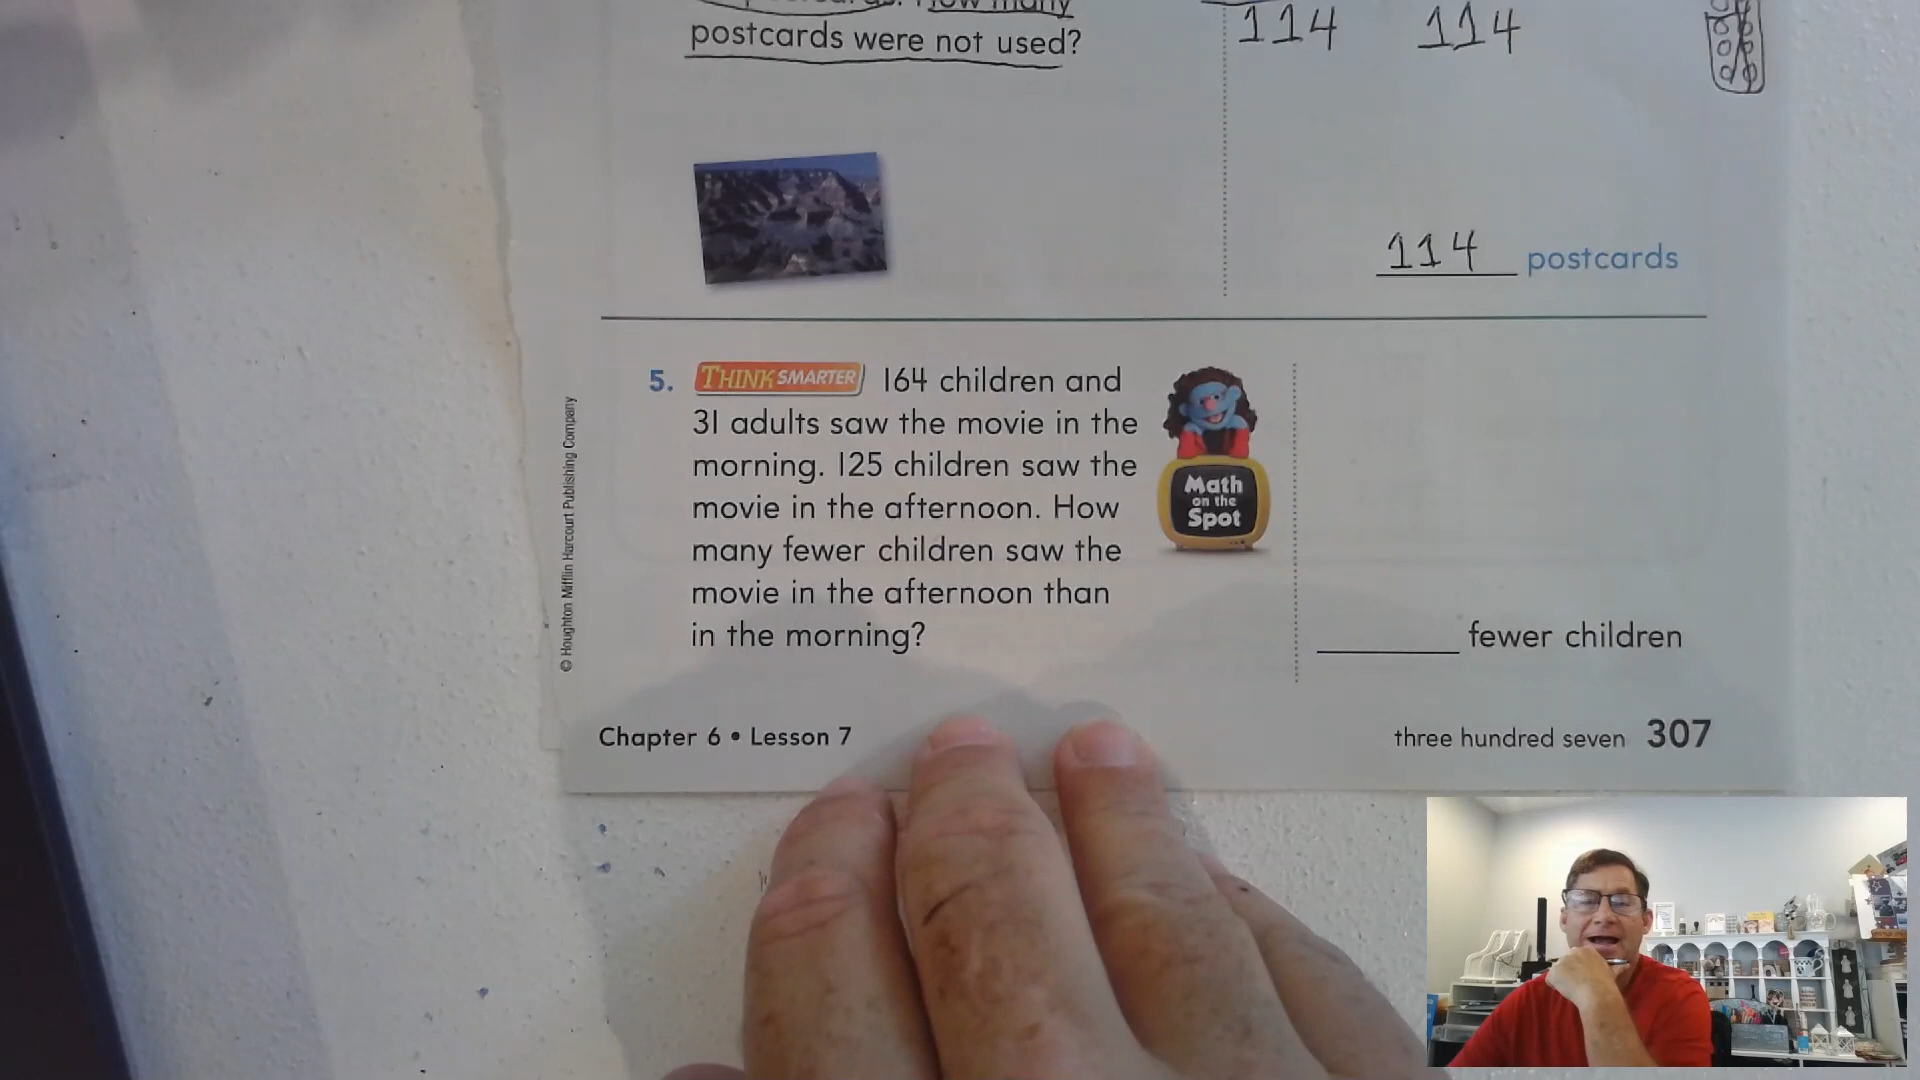 How many
postcards were not used?
114 114
114 postcards
5. THINK SMARTER 164 children and
31 adults saw the movie in the
morning. 125 children saw the
movie in the afternoon. How
many fewer children saw the
movie in the afternoon than
in the morning?
Math
on the
Spot
fewer children
© Houghton Mifflin Harcourt Publishing Company
Chapter 6 • Lesson 7
three hundred seven 307